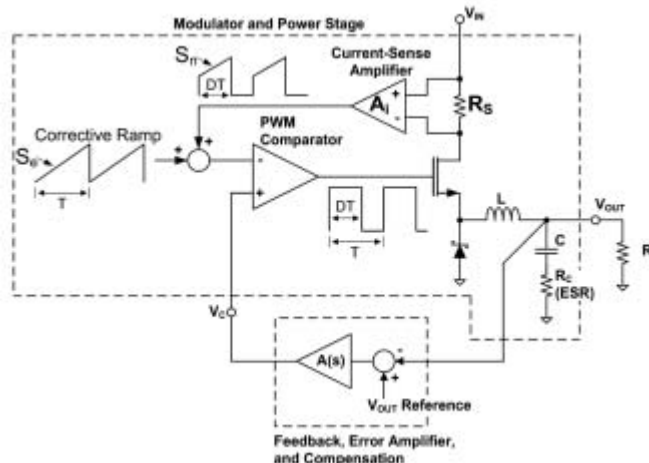 Modulator and Power Stage
VIN
Current-Sense
Amplifier
Sn
DT
+
Ai
-
RS
Corrective Ramp
PWM
Comparator
Se
+
+
-
T
+
DT
T
L
VOUT
C
R
RC
(ESR)
VC
A(s)
-
+
VOUT Reference
Feedback, Error Amplifier,
and Compensation